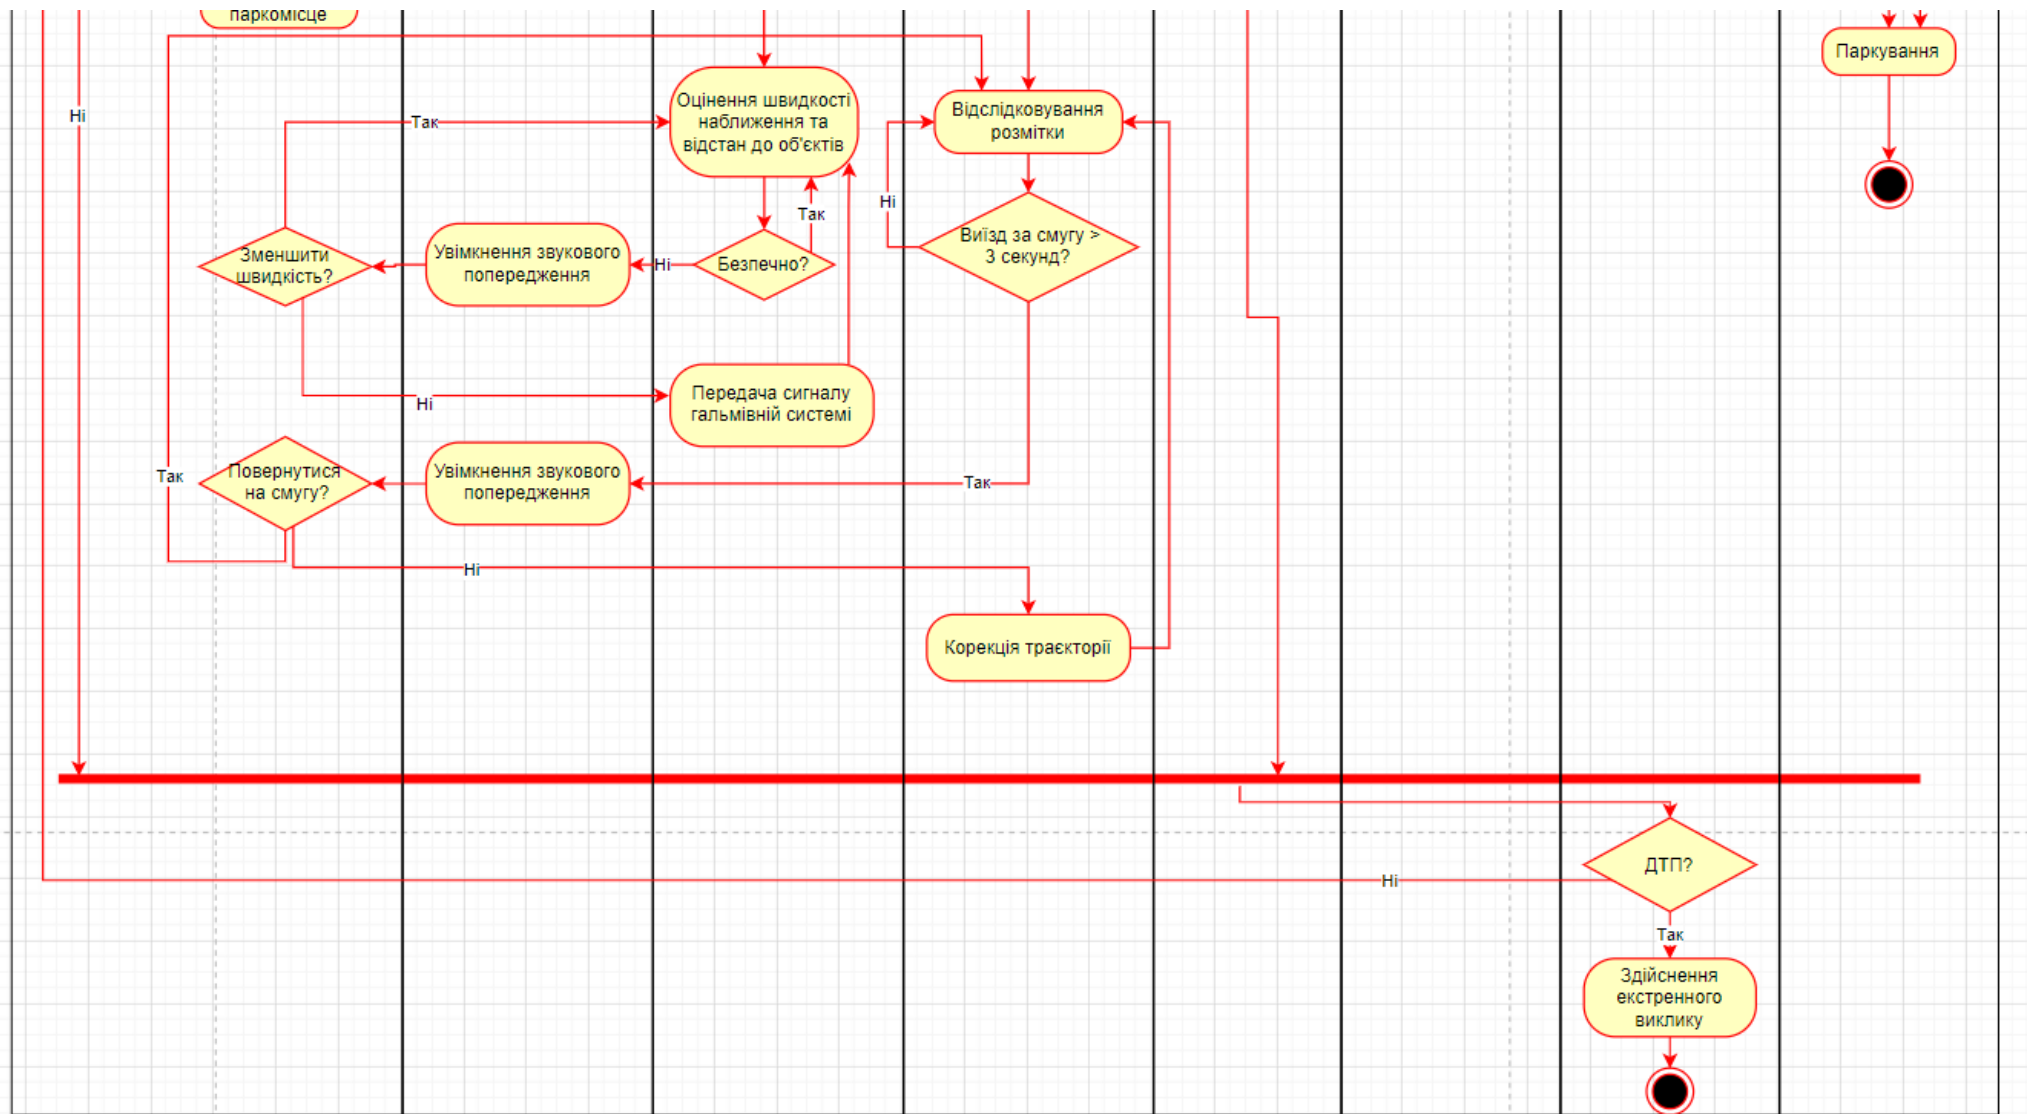 паркомісце
Паркування
Ні
Оцінення швидкості
наближення та
відстан до об'єктів
Відслідковування
розмітки
Так
Ні
Так
Виїзд за смугу >
3 секунд?
Зменшити
швидкість?
Увімкнення звукового
попередження
Ні
Безпечно?
Передача сигналу
гальмівній системі
Ні
Повернутися
на смугу?
Увімкнення звукового
попередження
Так
Так
Ні
Корекція траєкторії
ДТП?
Ні
Так
Здійснення
екстренного
виклику